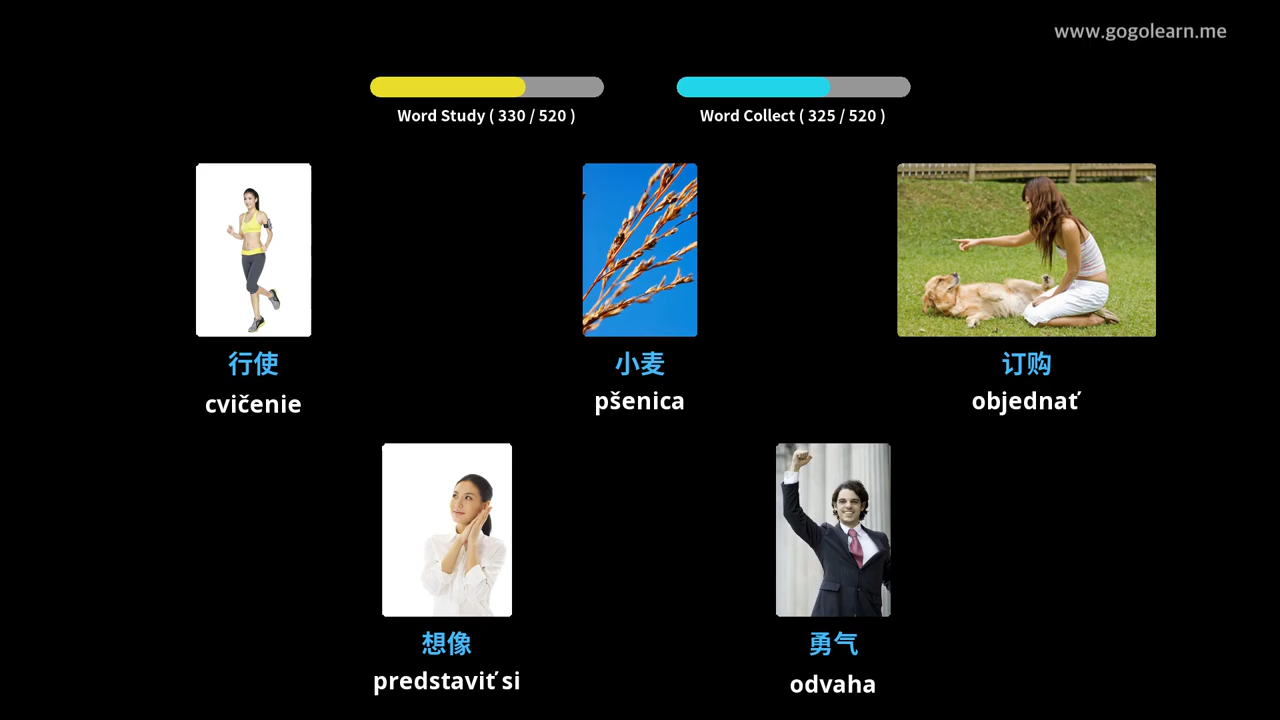 www.gogolearn.me
Word Study ( 330 / 520 )
Word Collect ( 325 / 520 )
行使
cvičenie
小麦
pšenica
订购
objednať
想像
predstaviť si
勇气
odvaha